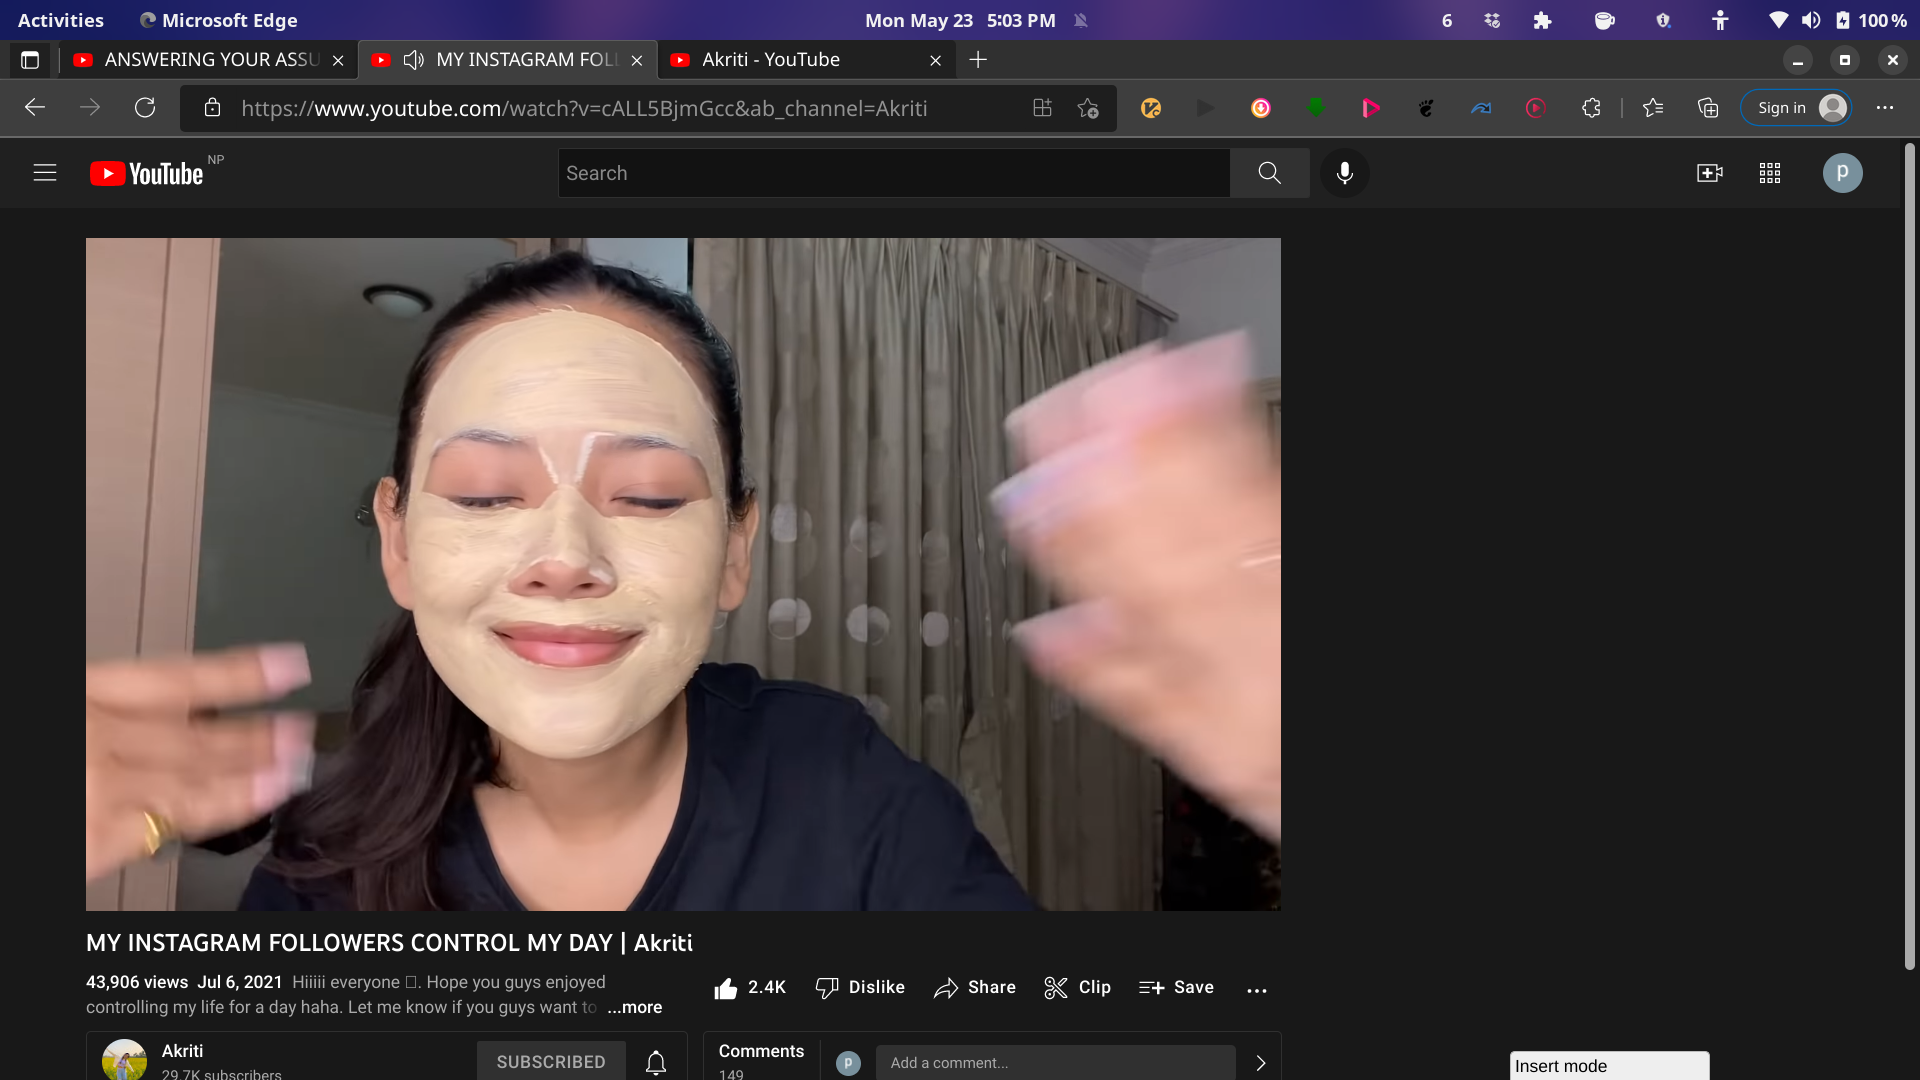 Activities
Microsoft Edge
Mon May 23 5:03 PM
6
100 %
ANSWERING YOUR ASSU
MY INSTAGRAM FOLL
Akriti - YouTube
https://www.youtube.com/watch?v=cALL5BjmGcc&ab_channel=Akriti
Sign in
YouTube NP
Search
p
MY INSTAGRAM FOLLOWERS CONTROL MY DAY | Akriti
43,906 views Jul 6, 2021 Hiiiii everyone . Hope you guys enjoyed
controlling my life for a day haha. Let me know if you guys want to ...more
2.4K
Dislike
Share
Clip
Save
Akriti
29.7K subscribers
SUBSCRIBED
Comments
149
p
Add a comment...
Insert mode